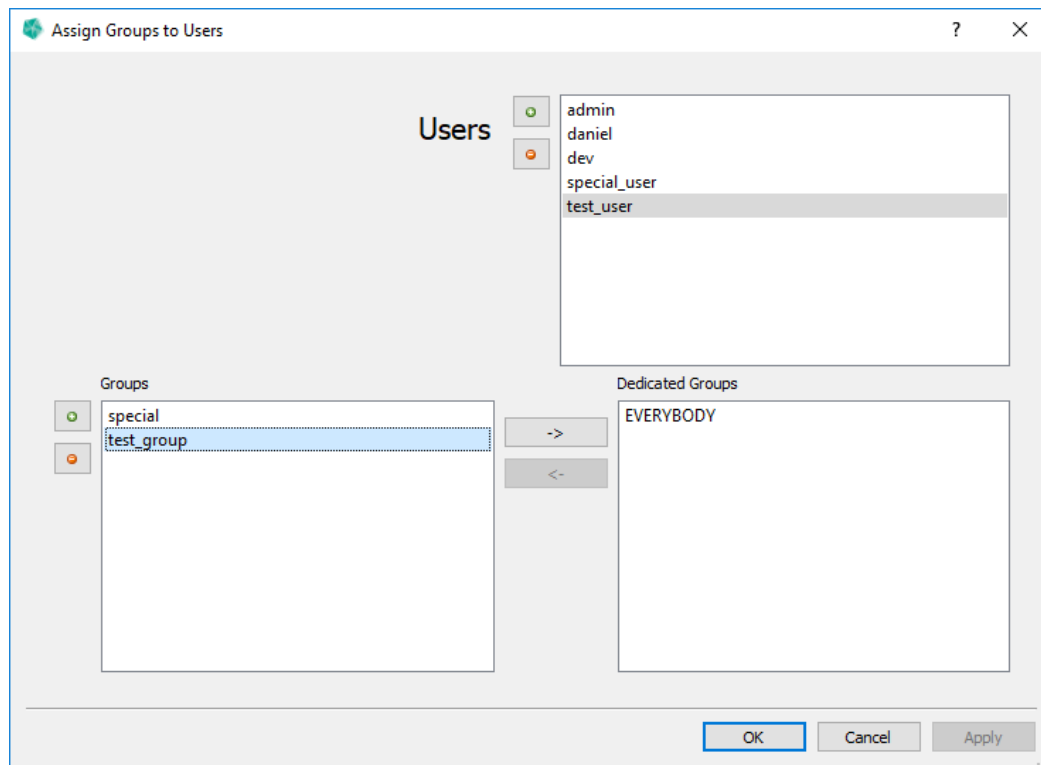 Assign Groups to Users
?
Users
admin
daniel
dev
special_user
test_user
Groups
special
test_group
->
<-
Dedicated Groups
EVERYBODY
OK
Cancel
Apply